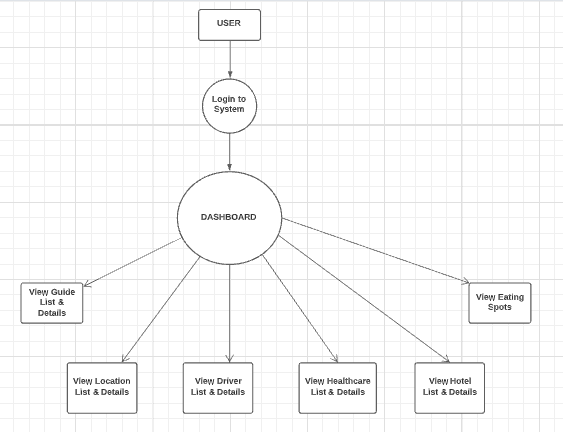 USER
Login to
System
DASHBOARD
View Guide
List &
Details
View Eating
Spots
View Location
List & Details
View Driver
List & Details
View Healthcare
List & Details
View Hotel
List & Details